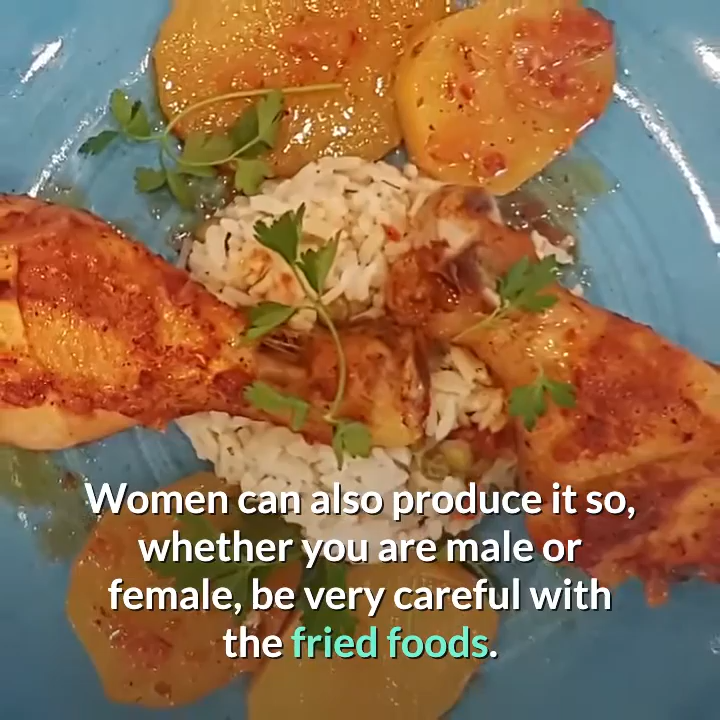 Women can also produce it so,
whether you are male or
female, be very careful with
the fried foods.